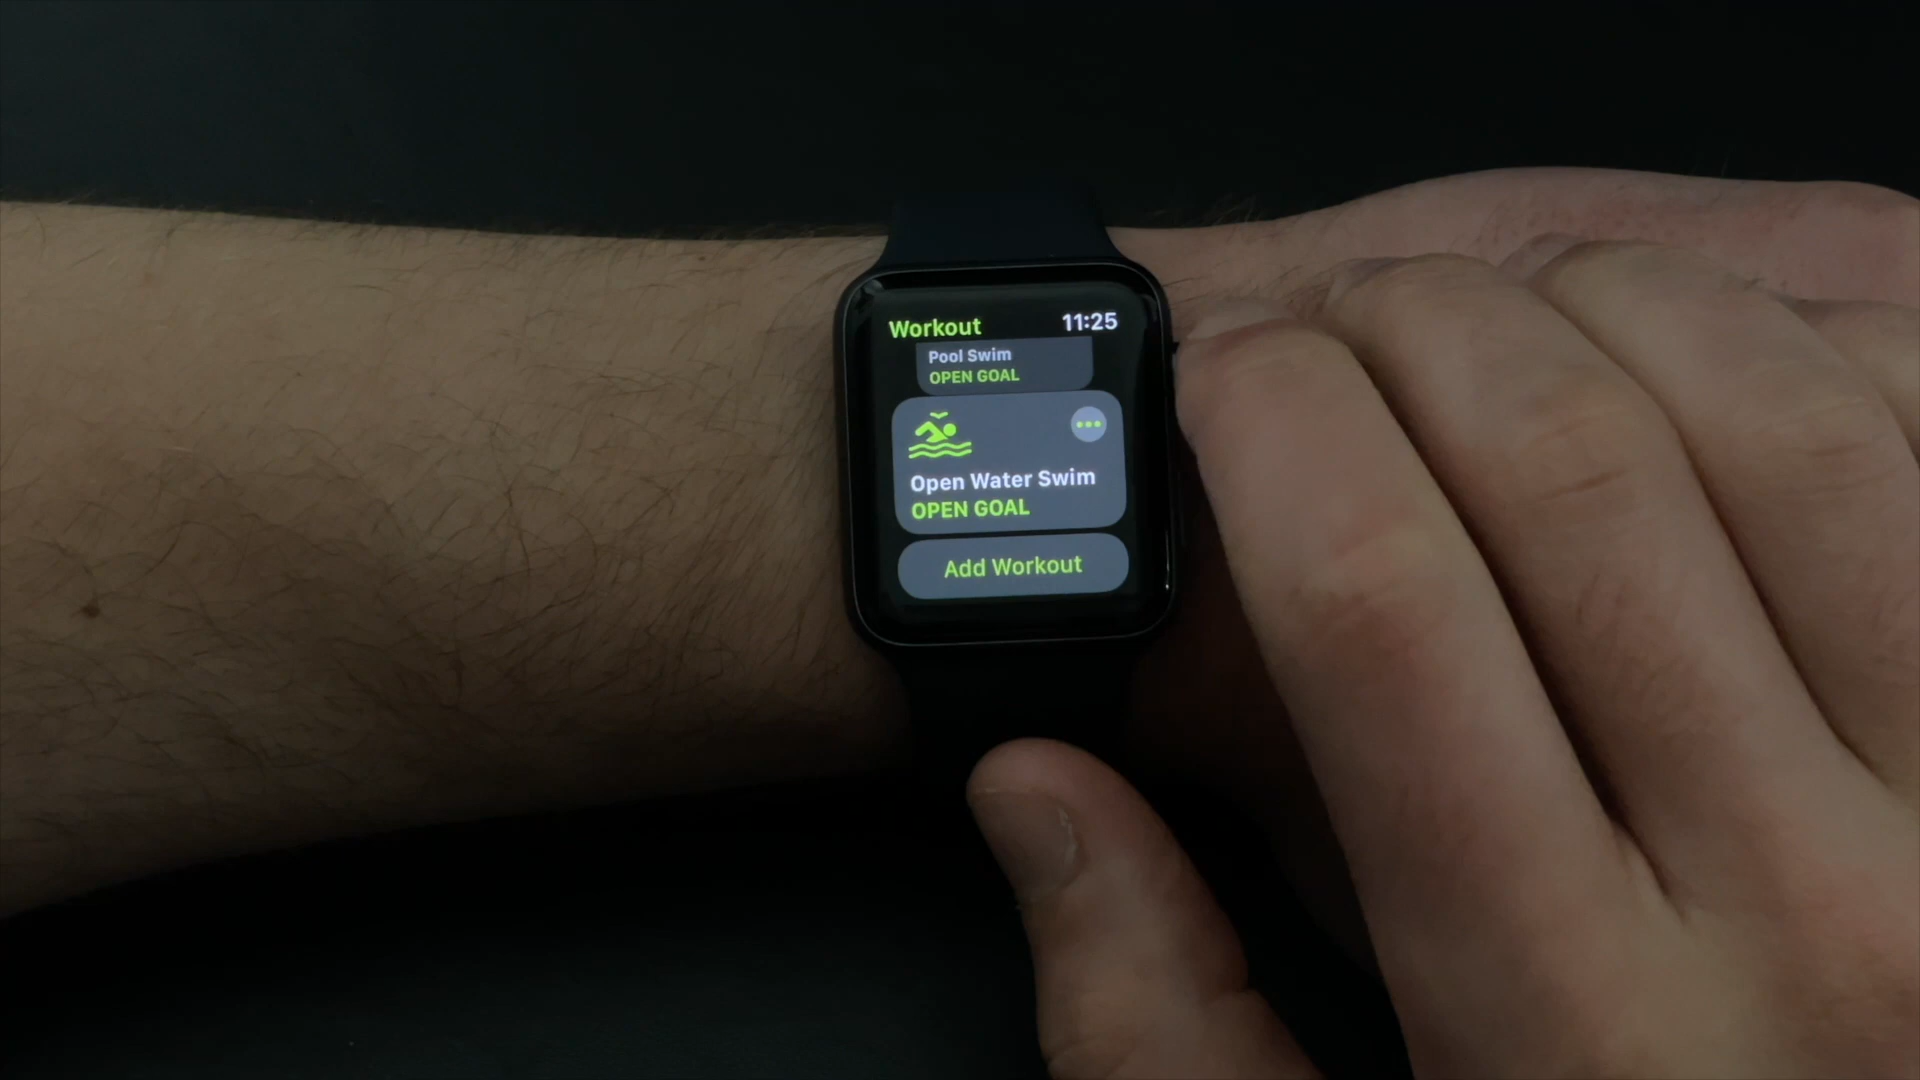 Workout 11:25
Pool Swim
OPEN GOAL
Open Water Swim
OPEN GOAL
Add Workout